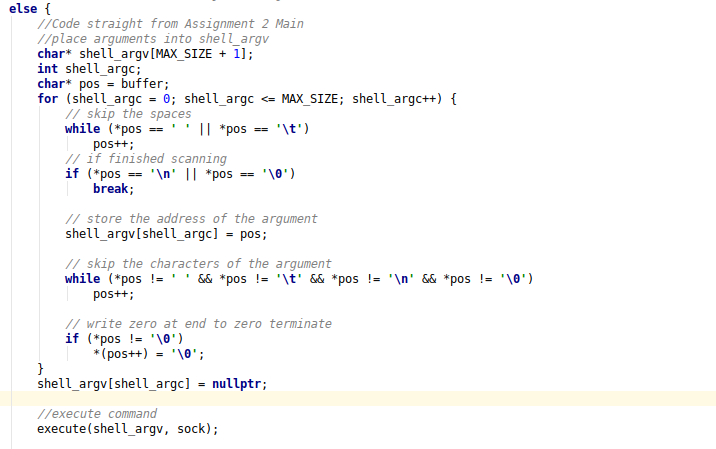 else {
//Code straight from Assignment 2 Main
//place arguments into shell_argv
char* shell_argv[MAX_SIZE + 1];
int shell_argc;
char* pos = buffer;
for (shell_argc = 0; shell_argc <= MAX_SIZE; shell_argc++) {
// skip the spaces
while (*pos == ' ' || *pos == '\t')
pos++;
// if finished scanning
if (*pos == '\n' || *pos == '\0')
break;
// store the address of the argument
shell_argv[shell_argc] = pos;
// skip the characters of the argument
while (*pos != ' ' && *pos != '\t' && *pos != '\n' && *pos != '\0')
pos++;
// write zero at end to zero terminate
if (*pos != '\0')
*(pos++) = '\0';
}
shell_argv[shell_argc] = nullptr;
//execute command
execute(shell_argv, sock);